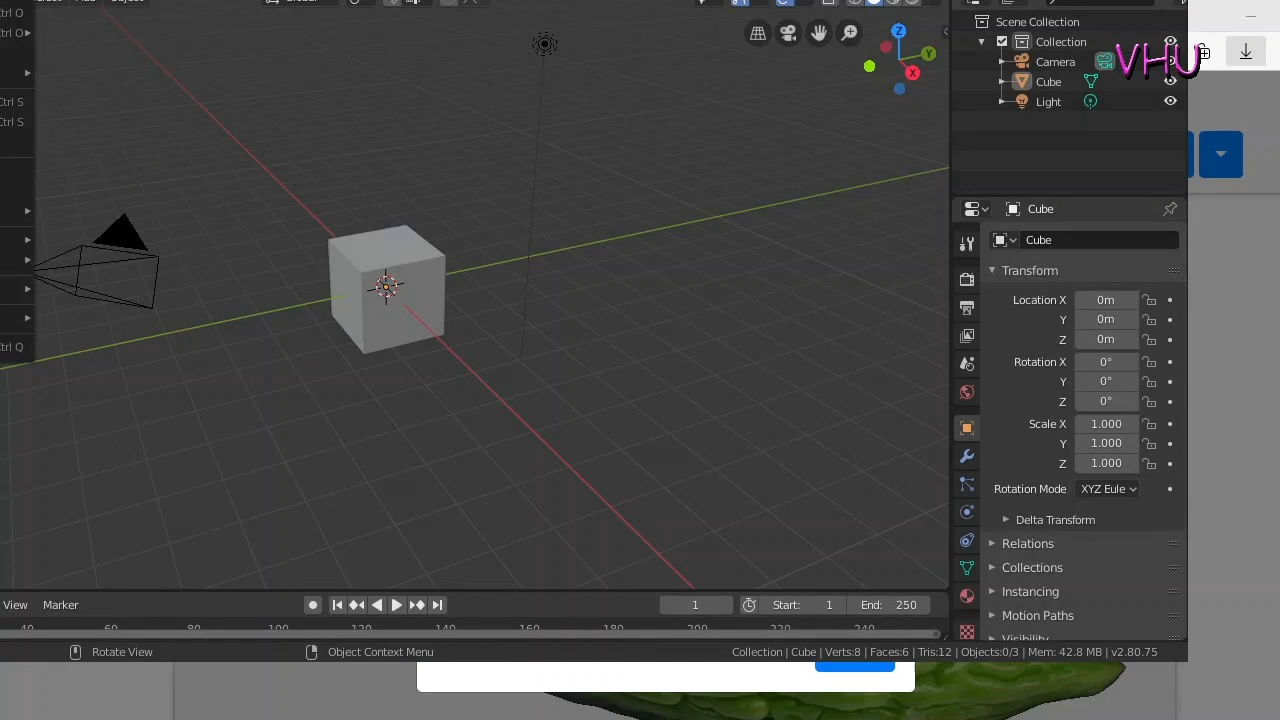 Ctrl O
Ctrl O
Ctrl S
Ctrl S
Ctrl Q
Global
Object
Scene Collection
Collection
Camera
VHU
Cube
Light
Cube
Cube
Transform
Location X 0m
Y 0m
Z 0m
Rotation X 0°
Y 0°
Z 0°
Scale X 1.000
Y 1.000
Z 1.000
Rotation Mode XYZ Eule
Delta Transform
Relations
Collections
Instancing
Motion Paths
Visibility
View Marker
1 Start: 1 End: 250
40 60 80 100 120 140 160 180 200 220 240
Rotate View Object Context Menu
Collection | Cube | Verts:8 | Faces:6 | Tris:12 | Objects:0/3 | Mem: 42.8 MB | v2.80.75